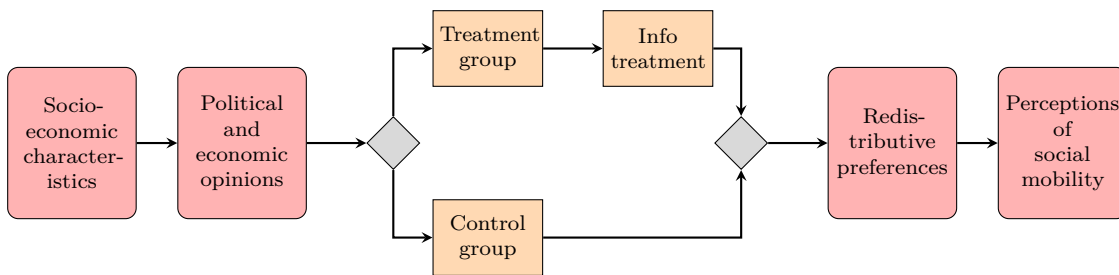 Socio-
economic
character-
istics
Political
and
economic
opinions
Treatment
group
Info
treatment
Control
group
Redis-
tributive
preferences
Perceptions
of
social
mobility